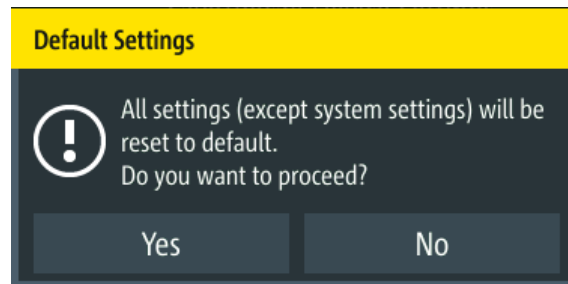 Default Settings
All settings (except system settings) will be
reset to default.
Do you want to proceed?
Yes
No